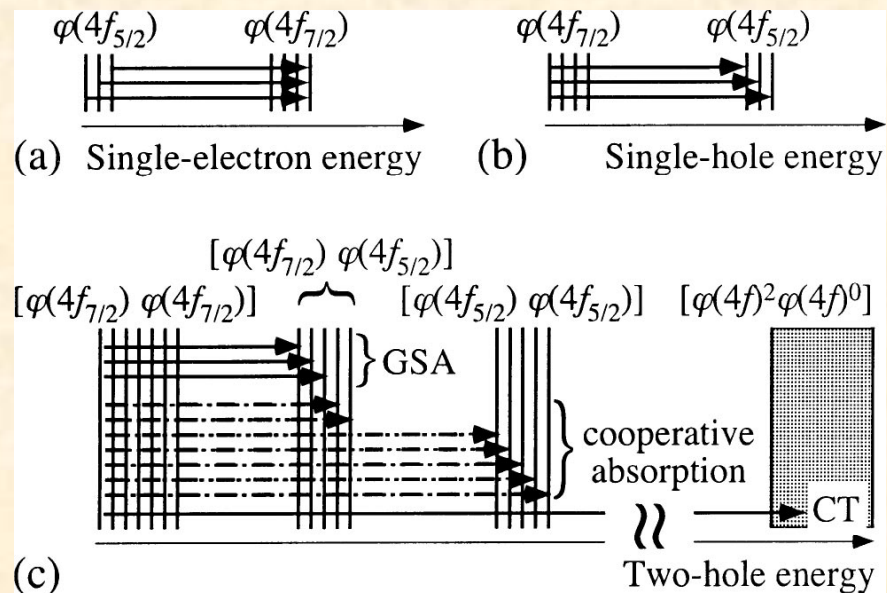 φ(4f5/2) φ(4f7/2)
(a) Single-electron energy
φ(4f7/2) φ(4f5/2)
(b) Single-hole energy
[φ(4f7/2) φ(4f5/2)]
[φ(4f7/2) φ(4f7/2)] [φ(4f5/2) φ(4f5/2)] [φ(4f)²φ(4f)⁰]
GSA
cooperative
absorption
CT
(c) Two-hole energy